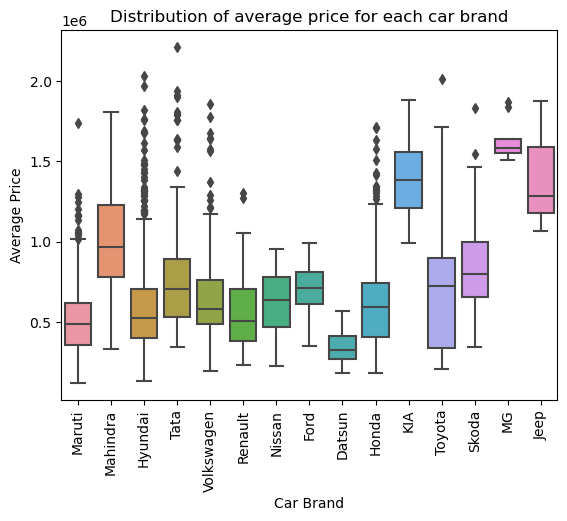 Distribution of average price for each car brand
1e6
2.0
1.5
1.0
0.5
Average Price
Maruti
Mahindra
Hyundai
Tata
Volkswagen
Renault
Nissan
Ford
Datsun
Honda
KIA
Toyota
Skoda
MG
Jeep
Car Brand